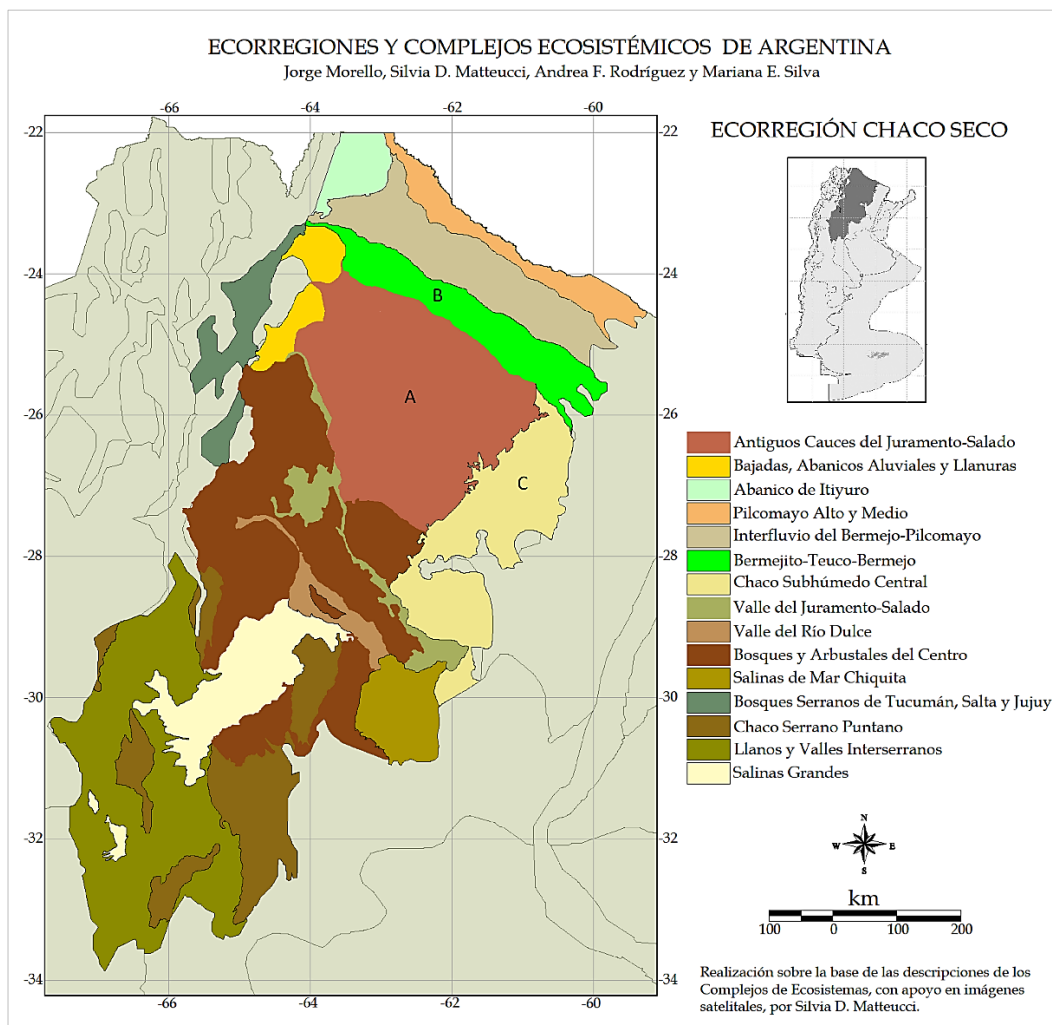 ECORREGIONES Y COMPLEJOS ECOSISTÉMICOS DE ARGENTINA
Jorge Morello, Silvia D. Matteucci, Andrea F. Rodríguez y Mariana E. Silva
-66 -64 -62 -60
-22 -22
-24 -24
-26 -26
-28 -28
-30 -30
-32 -32
-34 -34
-66 -64 -62 -60
A
B
C
ECORREGIÓN CHACO SECO
Antiguos Cauces del Juramento-Salado
Bajadas, Abanicos Aluviales y Llanuras
Abanico de Itiyuro
Pilcomayo Alto y Medio
Interfluvio del Bermejo-Pilcomayo
Bermejito-Teuco-Bermejo
Chaco Subhúmedo Central
Valle del Juramento-Salado
Valle del Río Dulce
Bosques y Arbustales del Centro
Salinas de Mar Chiquita
Bosques Serranos de Tucumán, Salta y Jujuy
Chaco Serrano Puntano
Llanos y Valles Interserranos
Salinas Grandes
N
W E
S
km
100 0 100 200
Realización sobre la base de las descripciones de los
Complejos de Ecosistemas, con apoyo en imágenes
satelitales, por Silvia D. Matteucci.